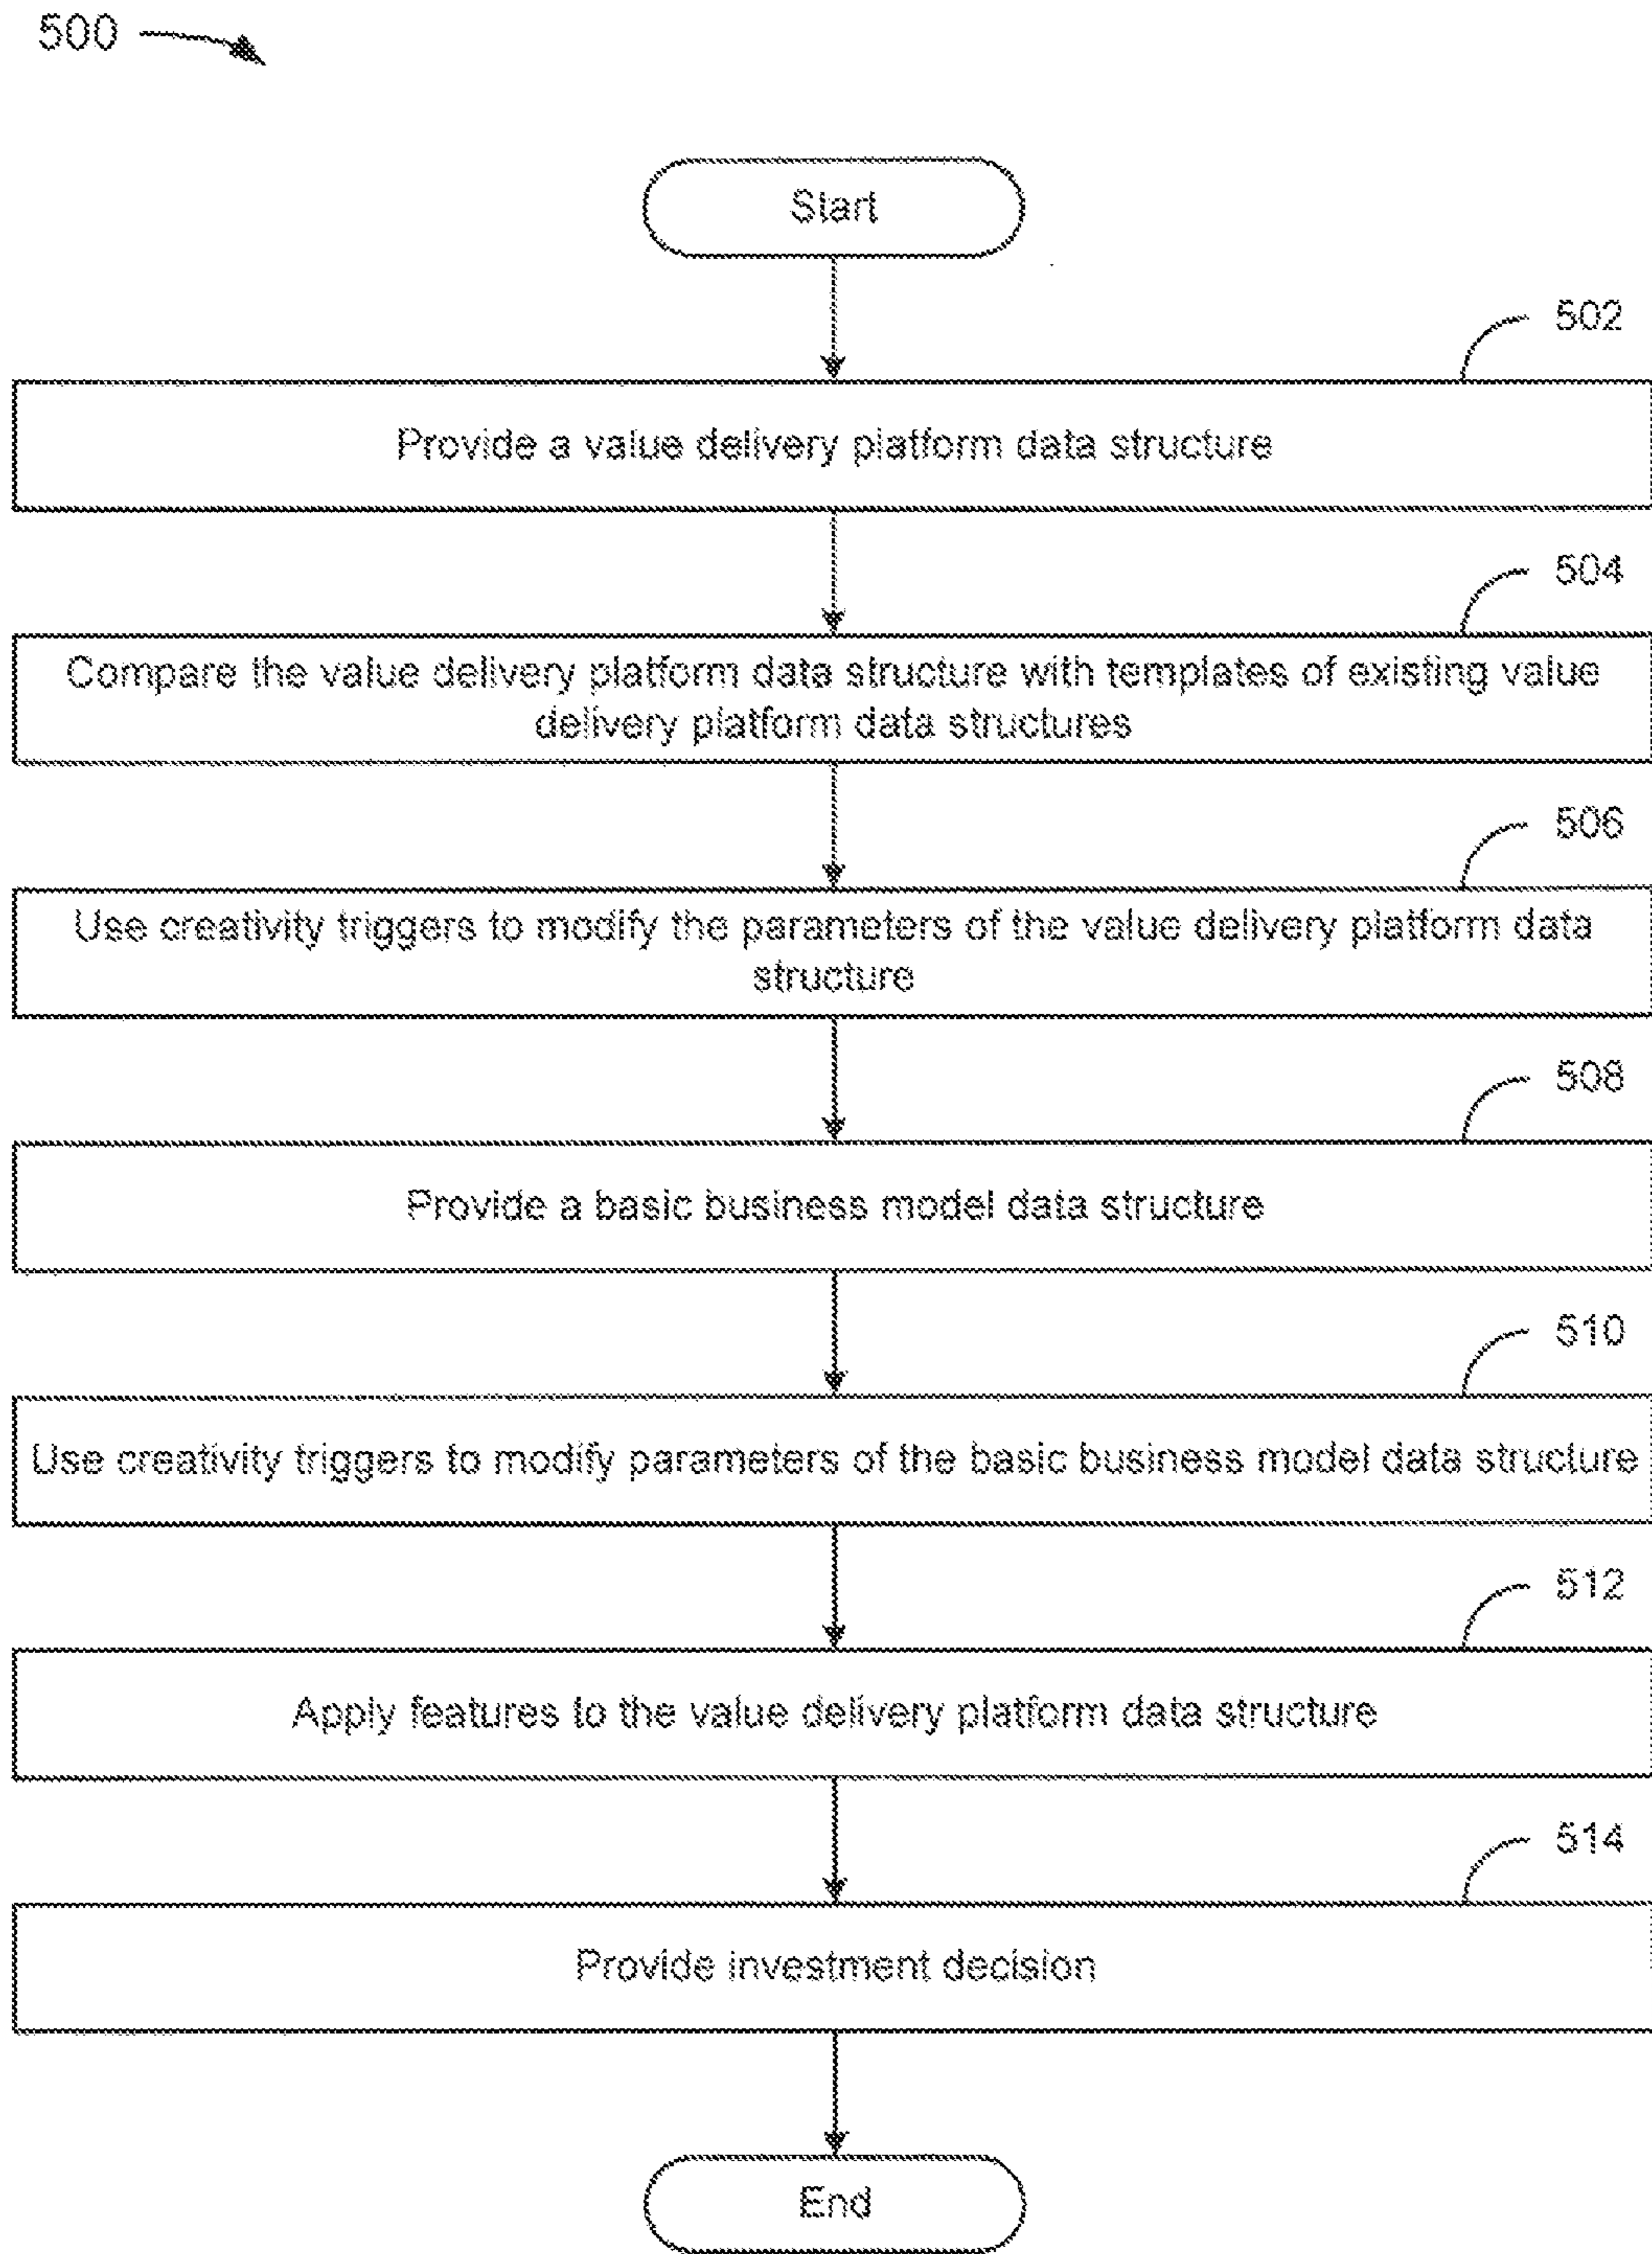 500
Start
502
Provide a value delivery platform data structure
504
Compare the value delivery platform data structure with templates of existing value
delivery platform data structures
506
Use creativity triggers to modify the parameters of the value delivery platform data
structure
508
Provide a basic business model data structure
510
Use creativity triggers to modify parameters of the basic business model data structure
512
Apply features to the value delivery platform data structure
514
Provide investment decision
End